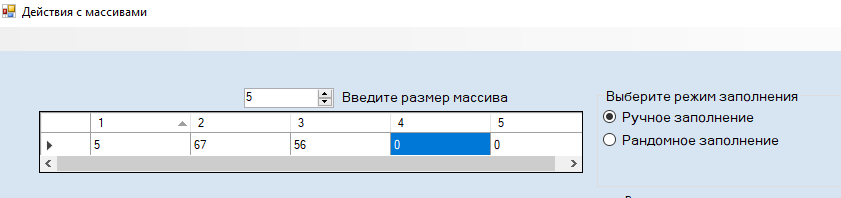 Действия с массивами
5 Введите размер массива
Выберите режим заполнения
Ручное заполнение
Рандомное заполнение
1 2 3 4 5
5 67 56 0 0